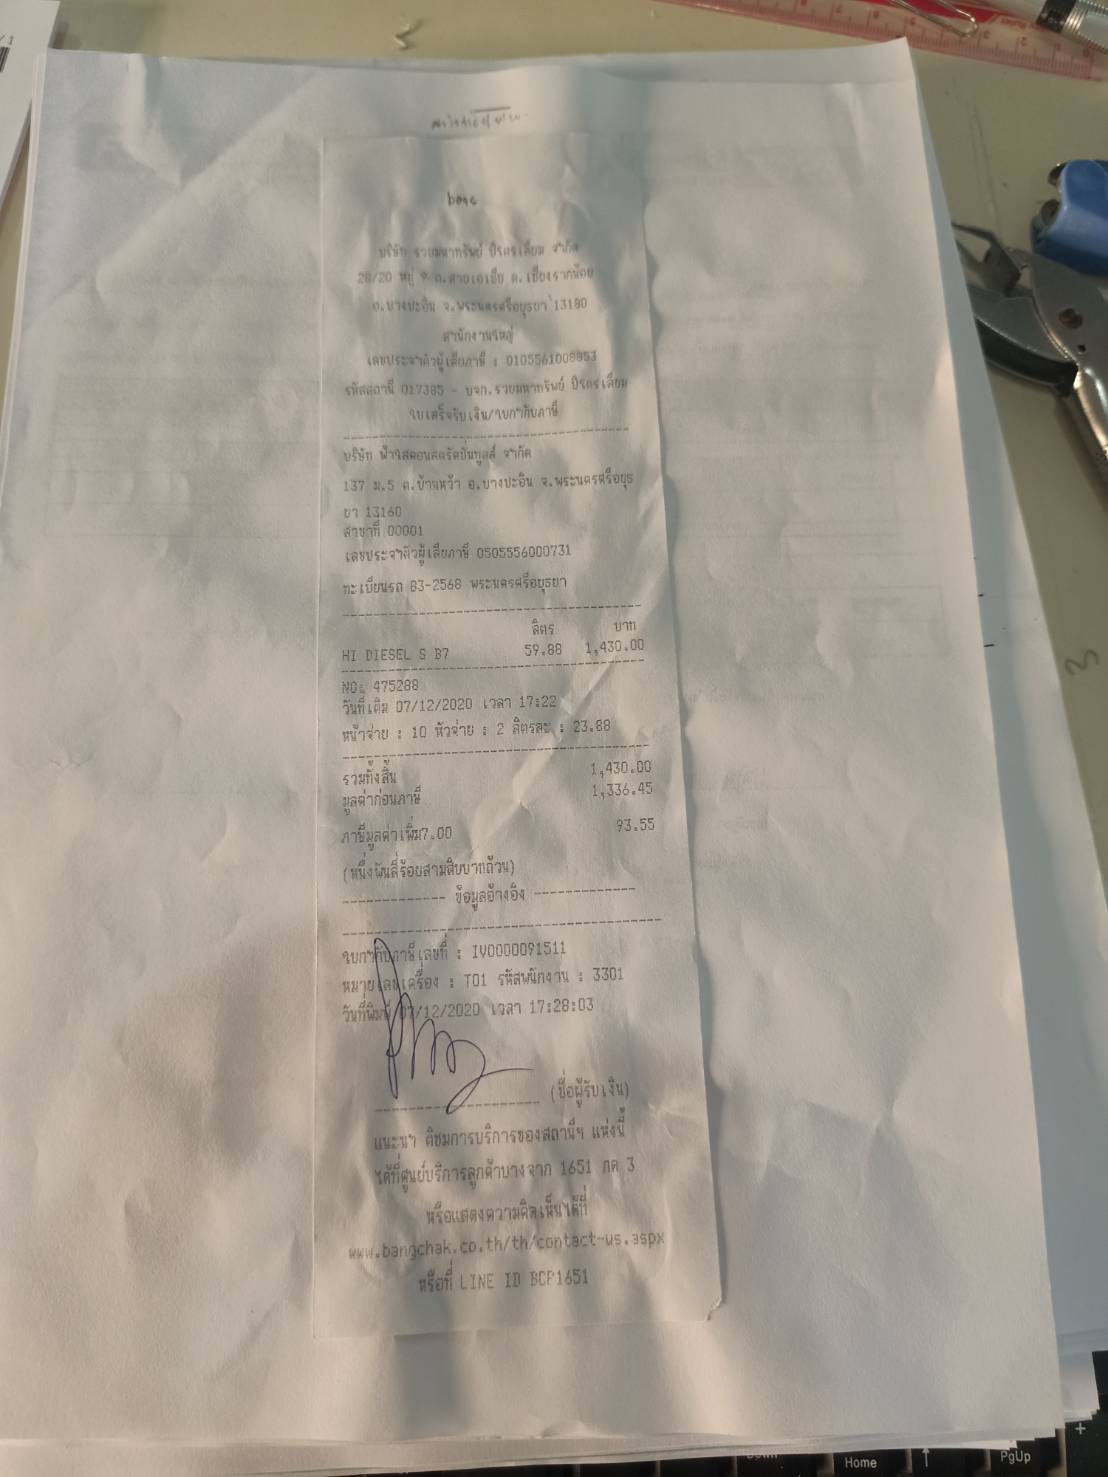 บริษัท รวยมหาทรัพย์ ปิโตรเลียม จำกัด
28/20 หมู่ 9 ถ.สายเอเซีย ต.เชียงรากน้อย
อ.บางปะอิน จ.พระนครศรีอยุธยา 13180
สำนักงานใหญ่
เลขประจำตัวผู้เสียภาษี : 0105561008853
รหัสสถานี 017385 - บจก.รวยมหาทรัพย์ ปิโตรเลียม
ใบเสร็จรับเงิน/ใบกำกับภาษี
บริษัท ฟ้าใสคอนสตรัคชั่นทูลส์ จำกัด
137 ม.5 ต.บ้านหว้า อ.บางปะอิน จ.พระนครศรีอยุธ
ยา 13160
สาขาที่ 00001
เลขประจำตัวผู้เสียภาษี 0505556000731
ทะเบียนรถ 83-2568 พระนครศรีอยุธยา
ลิตร บาท
HI DIESEL S B7 59.88 1,430.00
NO: 475288
วันที่เติม 07/12/2020 เวลา 17:22
หน้าจ่าย : 10 หัวจ่าย : 2 ลิตรละ : 23.88
รวมทั้งสิ้น 1,430.00
มูลค่าก่อนภาษี 1,336.45
ภาษีมูลค่าเพิ่ม7.00 93.55
(หนึ่งพันสี่ร้อยสามสิบบาทถ้วน)
------------- ข้อมูลอ้างอิง -------------
ใบกำกับภาษีเลขที่ : IV0000091511
หมายเลขเครื่อง : T01 รหัสพนักงาน : 3301
วันที่พิมพ์ 07/12/2020 เวลา 17:28:03
(ชื่อผู้รับเงิน)
แนะนำ ติชมการบริการของสถานีฯ แห่งนี้
ได้ที่ศูนย์บริการลูกค้าบางจาก 1651 กด 3
หรือแสดงความคิดเห็นได้ที่
www.bangchak.co.th/th/contact-us.aspx
หรือที่ LINE ID BCP1651
Home
PgUp